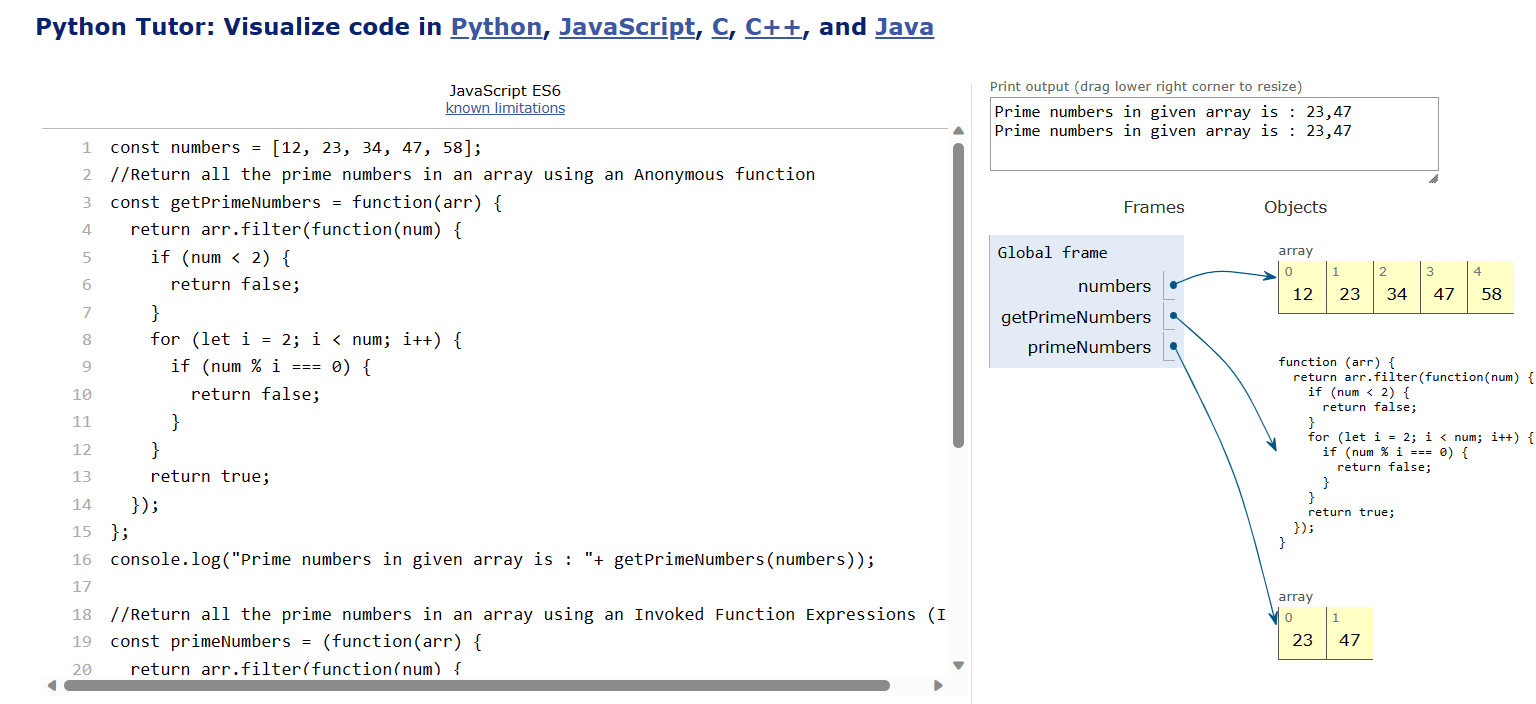 Python Tutor: Visualize code in Python, JavaScript, C, C++, and Java
JavaScript ES6
known limitations
1 const numbers = [12, 23, 34, 47, 58];
2 //Return all the prime numbers in an array using an Anonymous function
3 const getPrimeNumbers = function(arr) {
4   return arr.filter(function(num) {
5     if (num < 2) {
6       return false;
7     }
8     for (let i = 2; i < num; i++) {
9       if (num % i === 0) {
10         return false;
11       }
12     }
13     return true;
14   });
15 };
16 console.log("Prime numbers in given array is : "+ getPrimeNumbers(numbers));
17
18 //Return all the prime numbers in an array using an Invoked Function Expressions (I
19 const primeNumbers = (function(arr) {
20   return arr.filter(function(num) {
Print output (drag lower right corner to resize)
Prime numbers in given array is : 23,47
Prime numbers in given array is : 23,47
Frames Objects
Global frame
numbers
getPrimeNumbers
primeNumbers
array
0 1 2 3 4
12 23 34 47 58
function (arr) {
  return arr.filter(function(num) {
    if (num < 2) {
      return false;
    }
    for (let i = 2; i < num; i++) {
      if (num % i === 0) {
        return false;
      }
    }
    return true;
  });
}
array
0 1
23 47